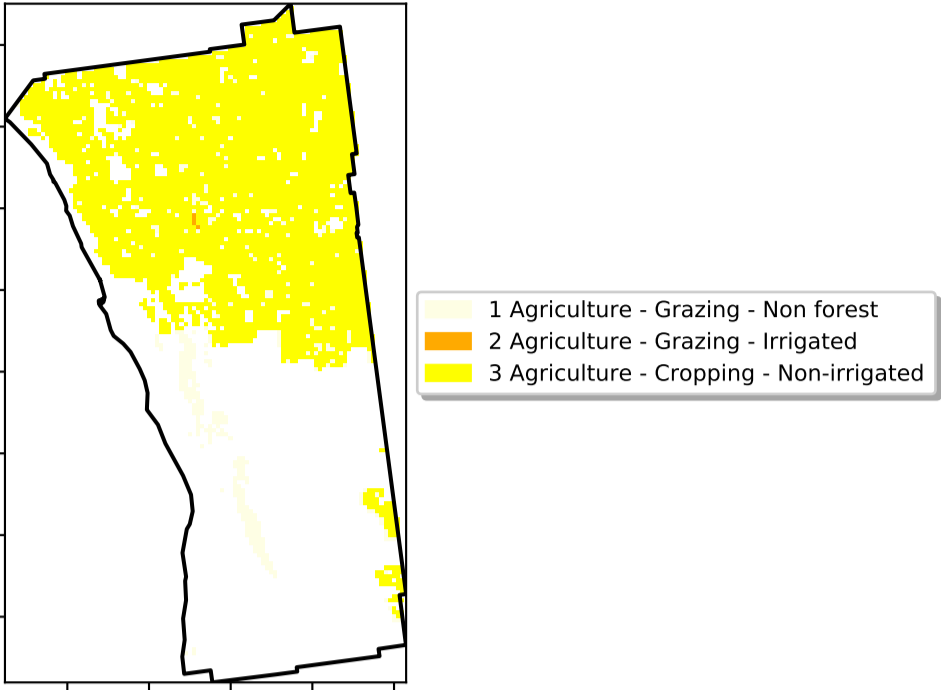 1 Agriculture - Grazing - Non forest
2 Agriculture - Grazing - Irrigated
3 Agriculture - Cropping - Non-irrigated